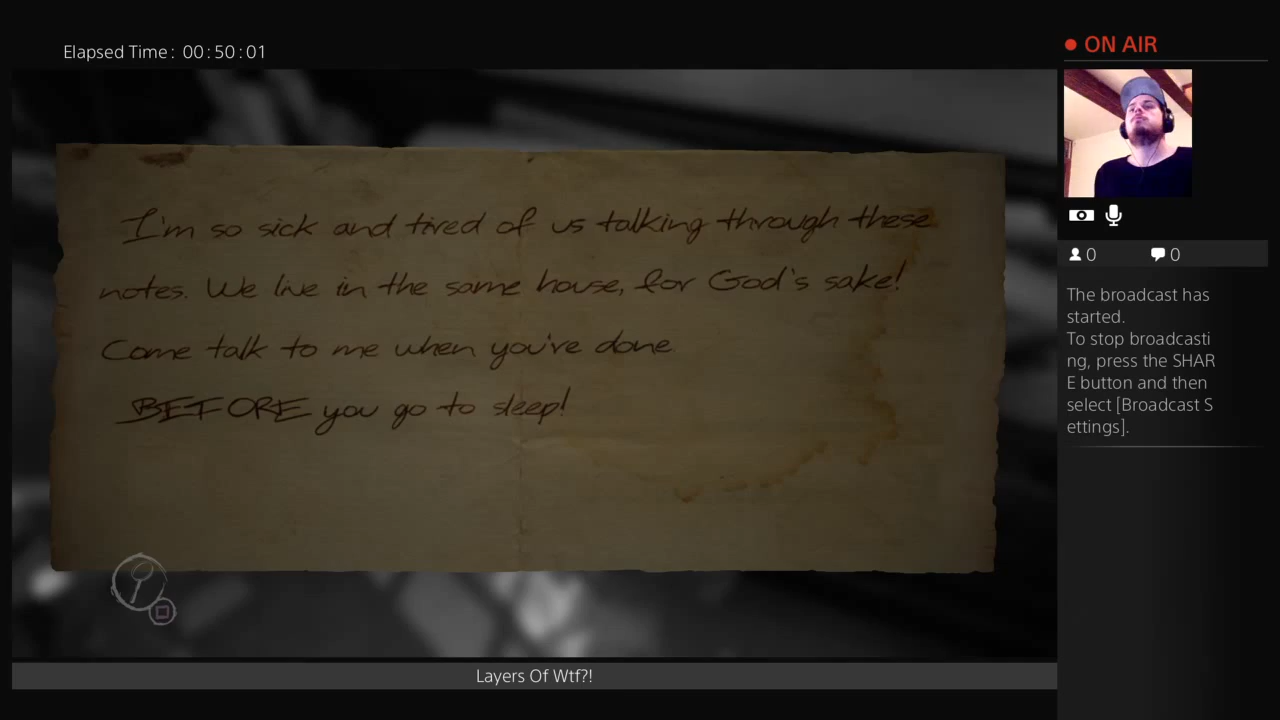 Elapsed Time: 00:50:01
ON AIR
I'm so sick and tired of us talking through these
notes. We live in the same house, for God's sake!
Come talk to me when you're done.
BEFORE you go to sleep!
0 0
The broadcast has
started.
To stop broadcasti
ng, press the SHAR
E button and then
select [Broadcast S
ettings].
Layers Of Wtf?!